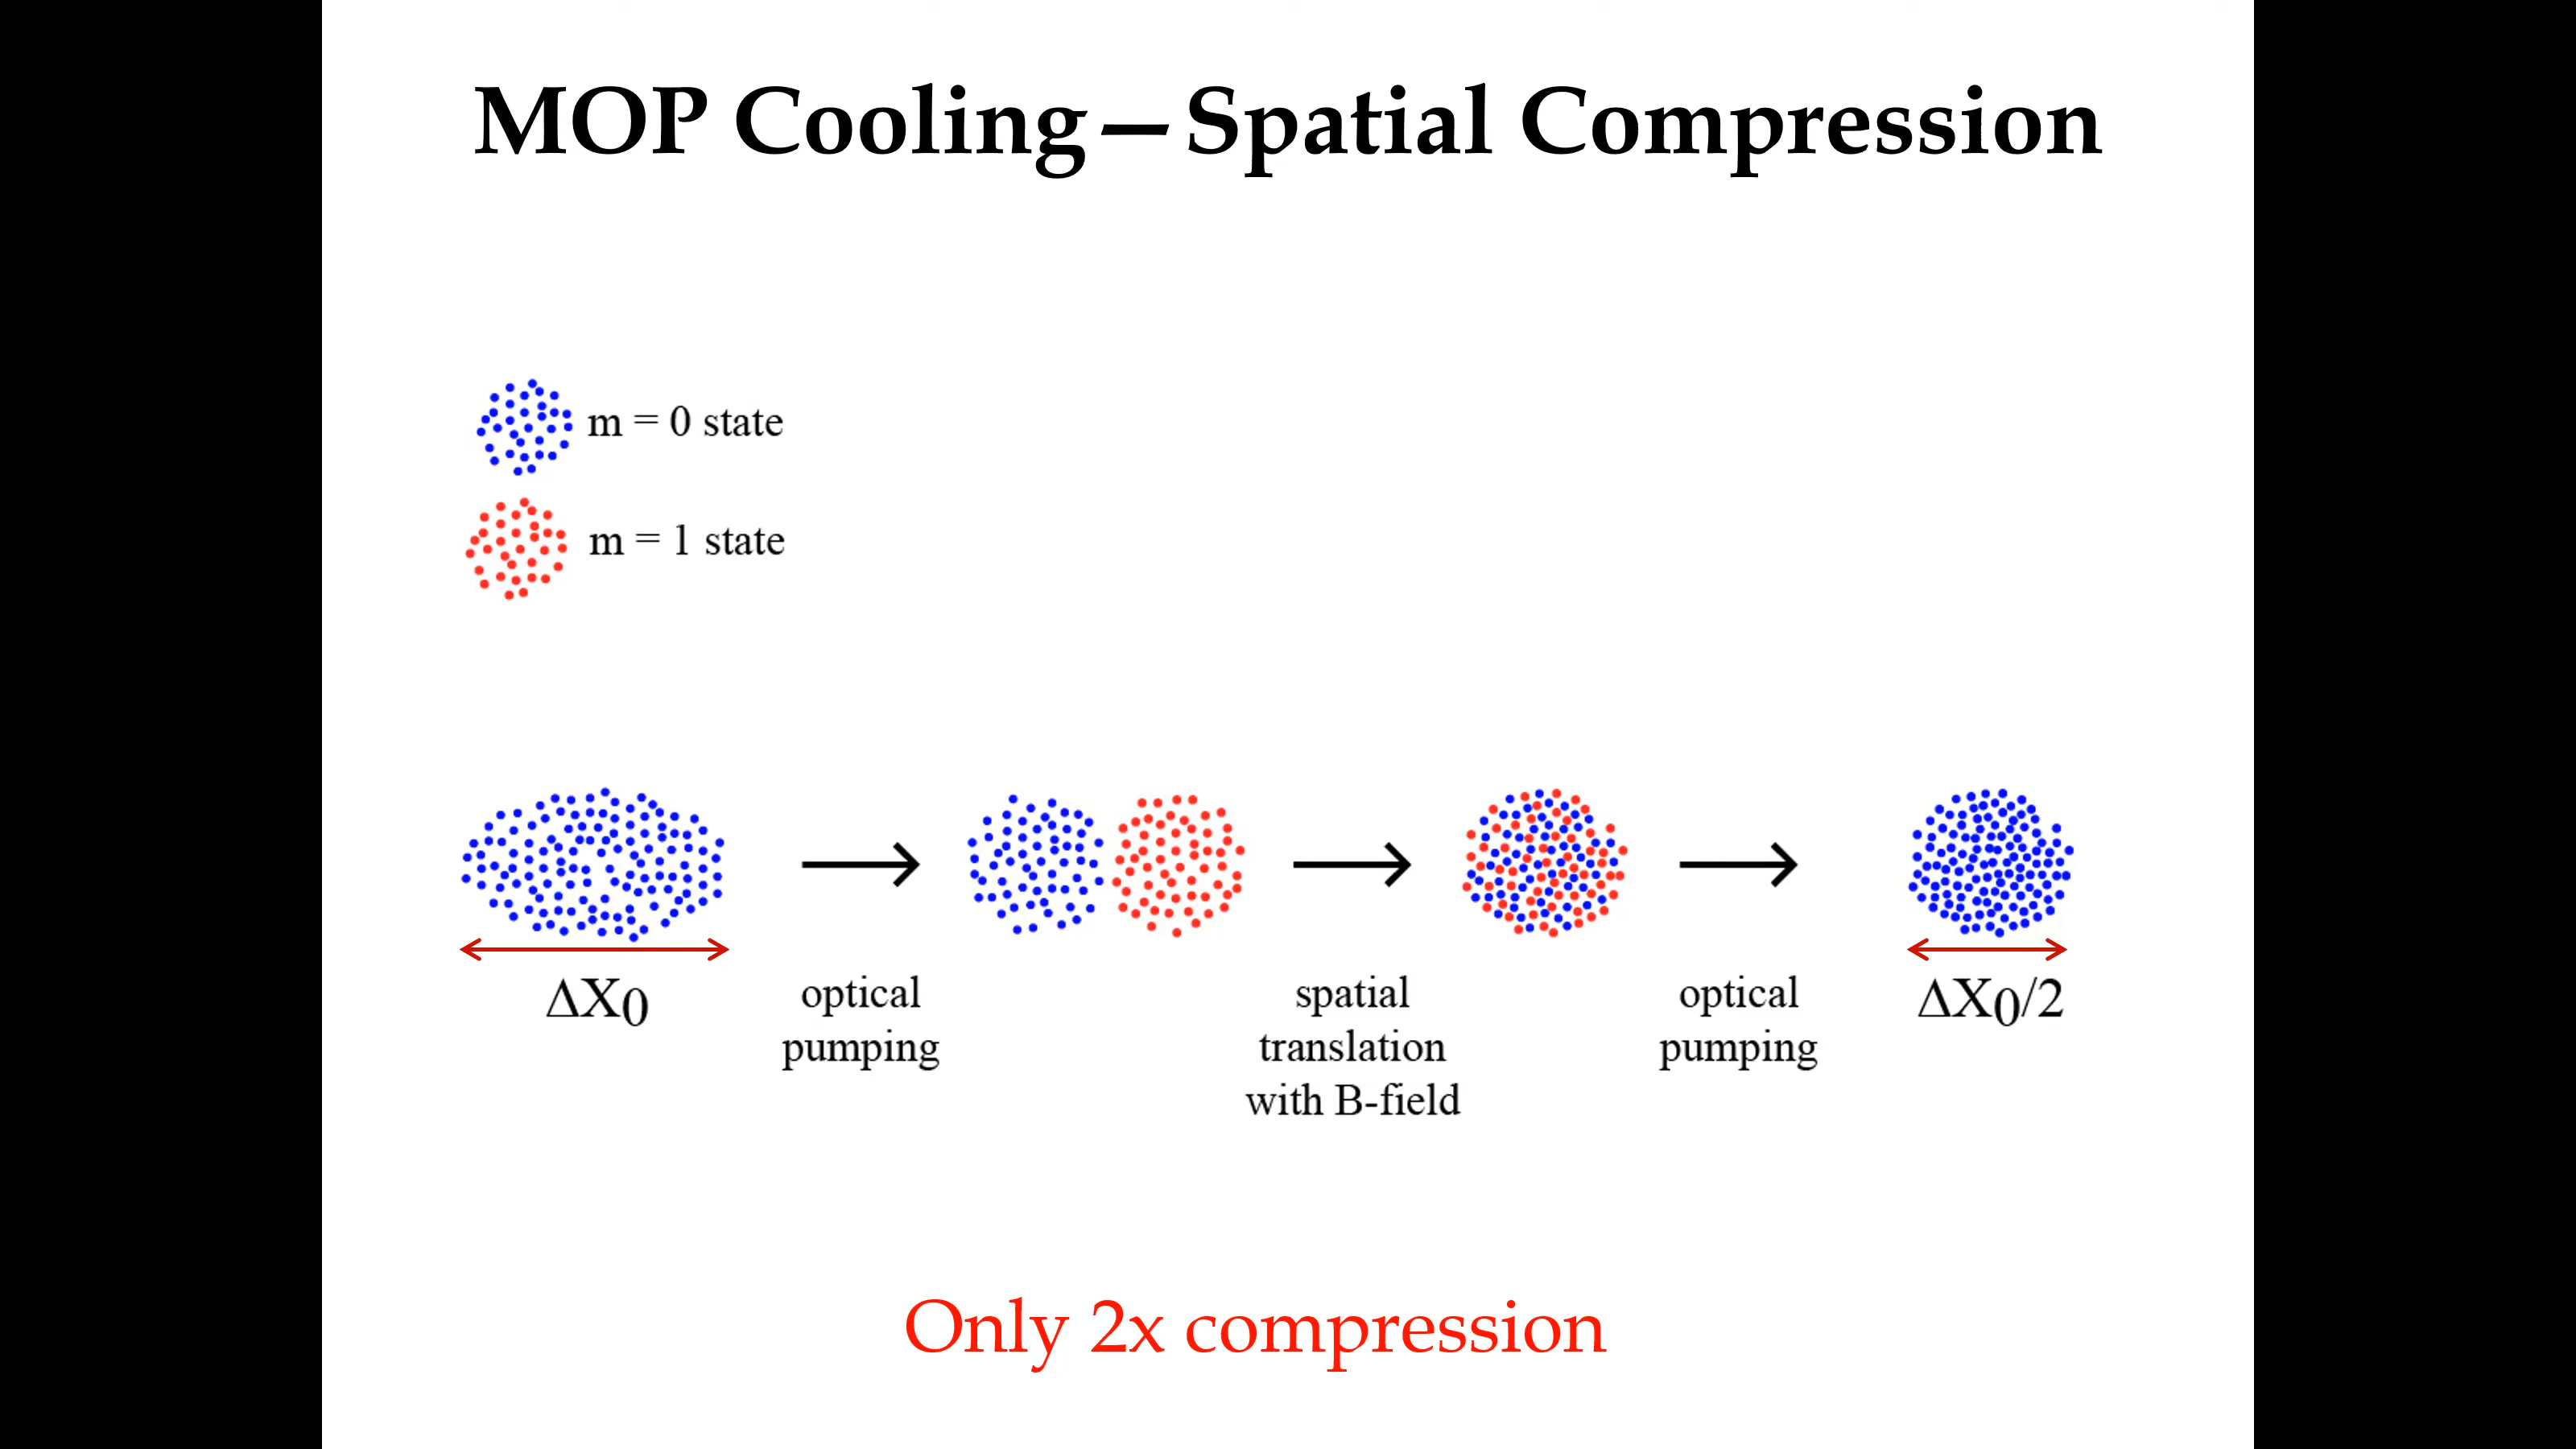 MOP Cooling—Spatial Compression
m = 0 state
m = 1 state
ΔX0
optical
pumping
spatial
translation
with B-field
optical
pumping
ΔX0/2
Only 2x compression